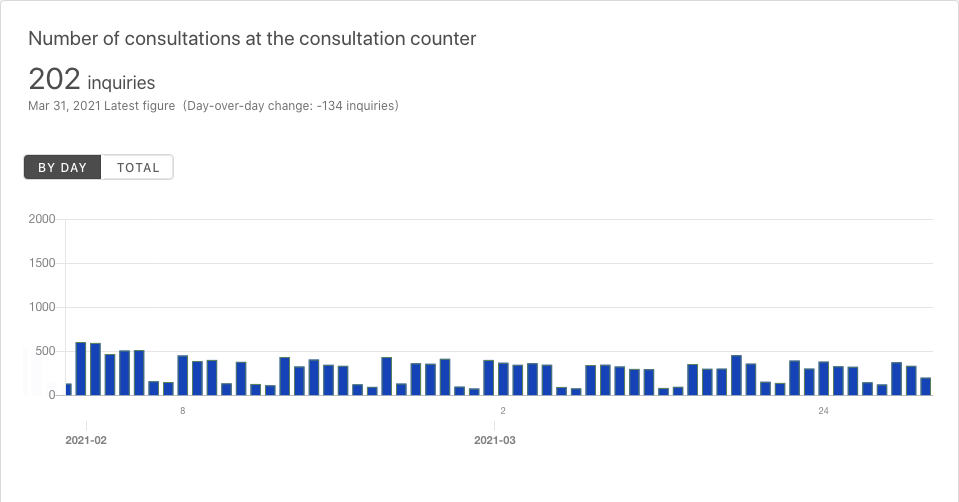 Number of consultations at the consultation counter
202 inquiries
Mar 31, 2021 Latest figure (Day-over-day change: -134 inquiries)
BY DAY TOTAL
2000
1500
1000
500
0
8 2 24
2021-02 2021-03